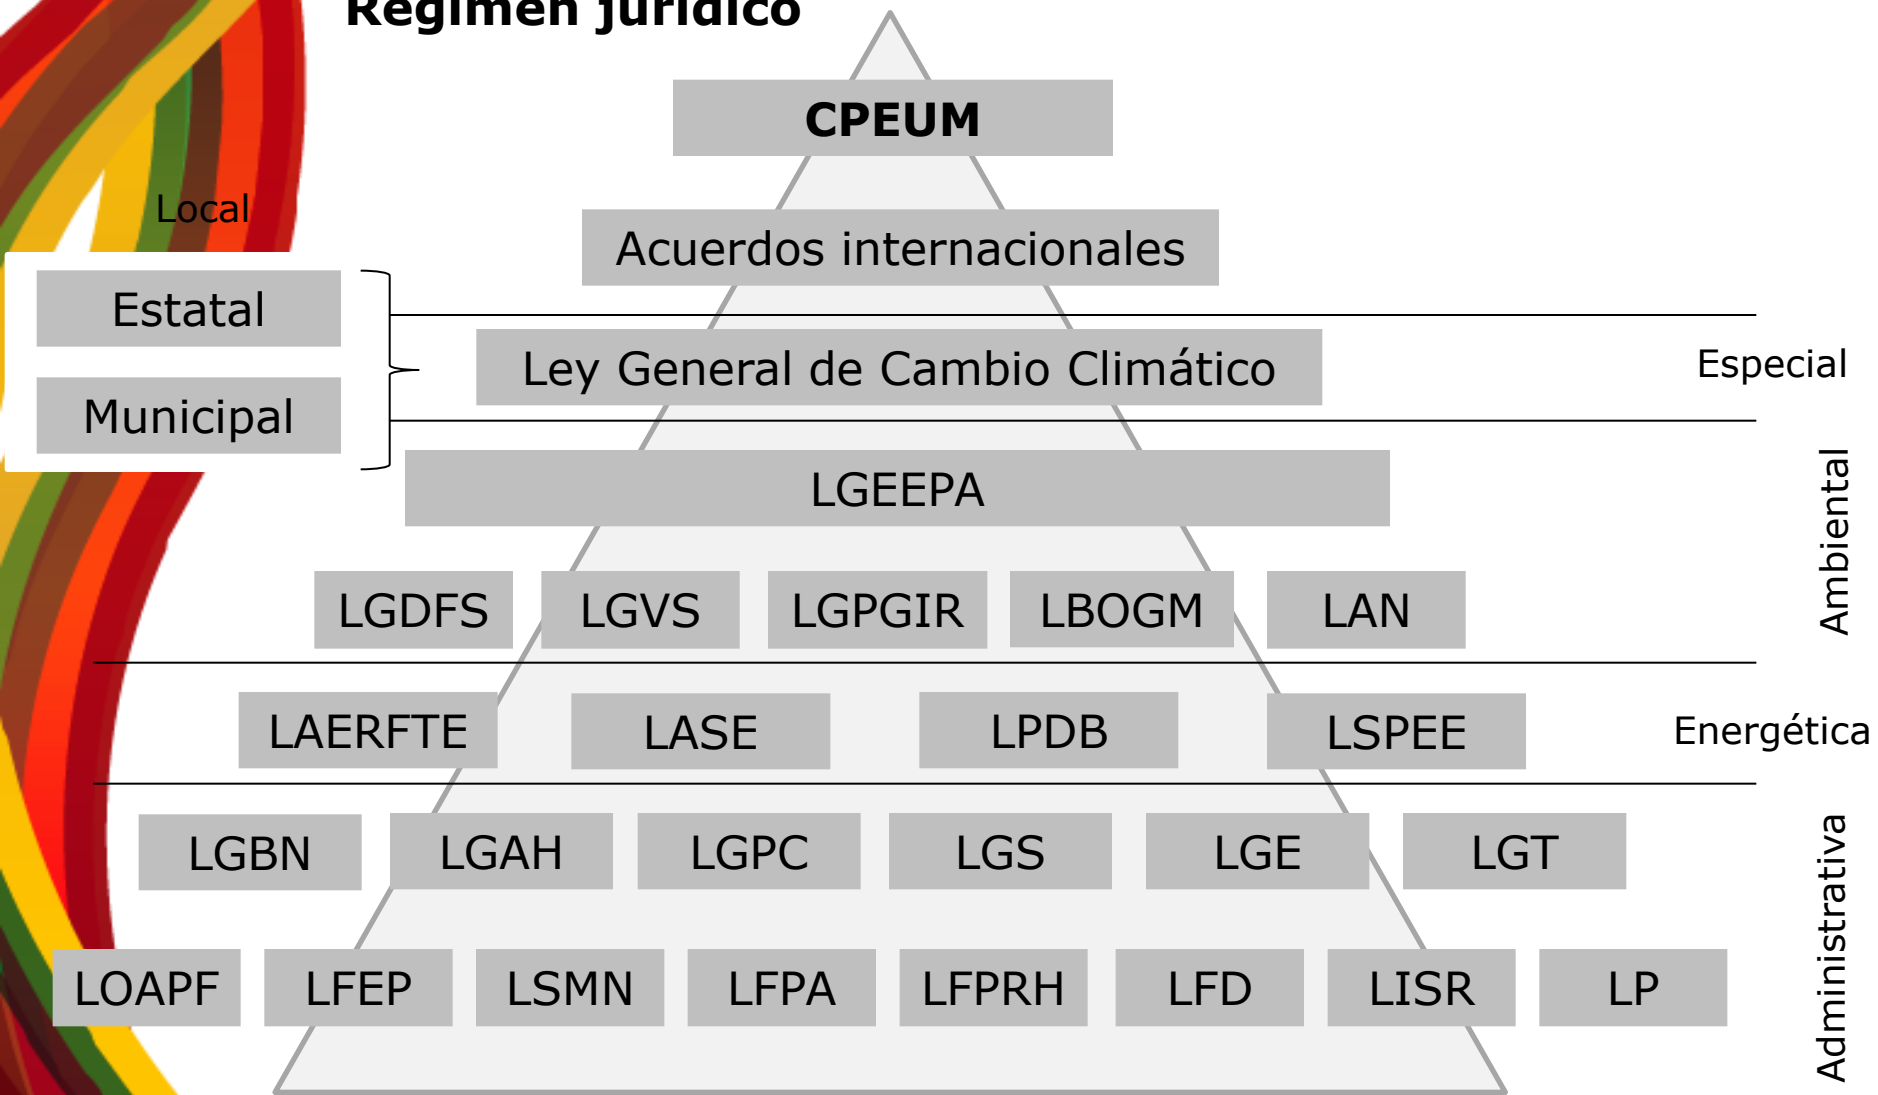 Régimen jurídico
CPEUM
Local
Acuerdos internacionales
Estatal
Municipal
Ley General de Cambio Climático
Especial
LGEEPA
LGDFS LGVS LGPGIR LBOGM LAN
Ambiental
LAERFTE LASE LPDB LSPEE
Energética
LGBN LGAH LGPC LGS LGE LGT
LOAPF LFEP LSMN LFPA LFPRH LFD LISR LP
Administrativa